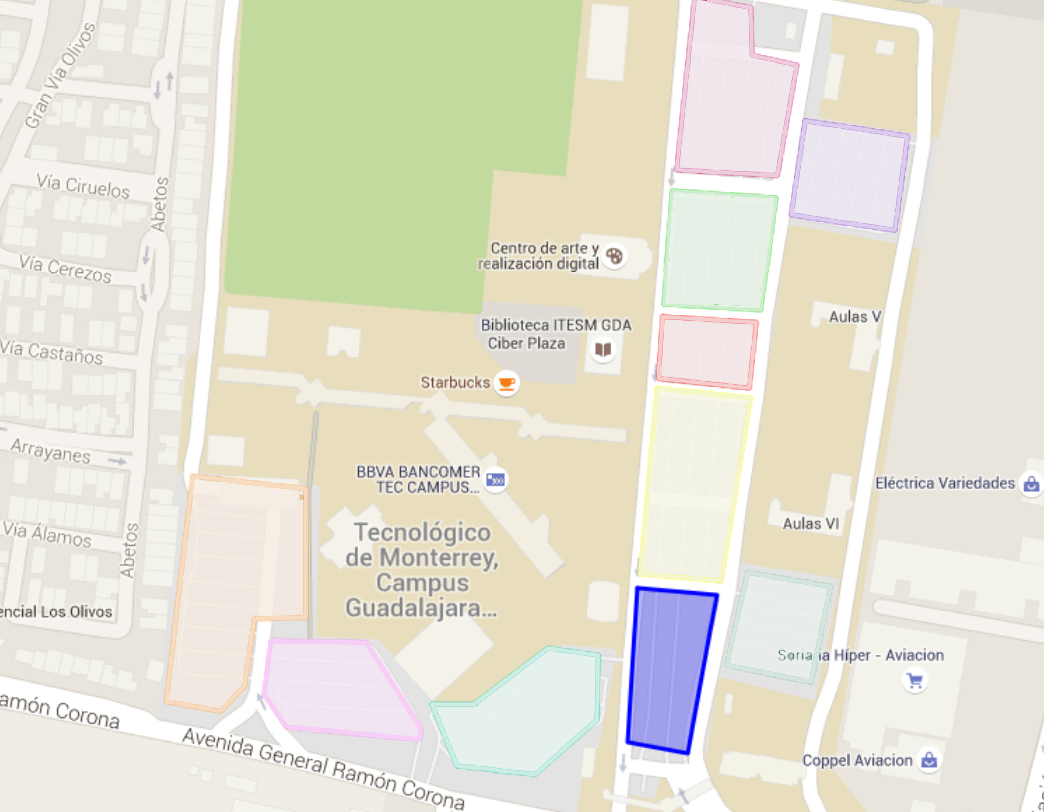 Gran Vía Olivos
Vía Ciruelos
Abetos
Vía Cerezos
Centro de arte y
realización digital
Aulas V
Biblioteca ITESM GDA
Ciber Plaza
Vía Castaños
Starbucks
Arrayanes
BBVA BANCOMER
TEC CAMPUS...
Eléctrica Variedades
Aulas VI
Vía Álamos
Abetos
Tecnológico
de Monterrey,
Campus
Guadalajara...
encial Los Olivos
Híper - Aviacion
amón Corona
Avenida General Ramón Corona
Coppel Aviacion